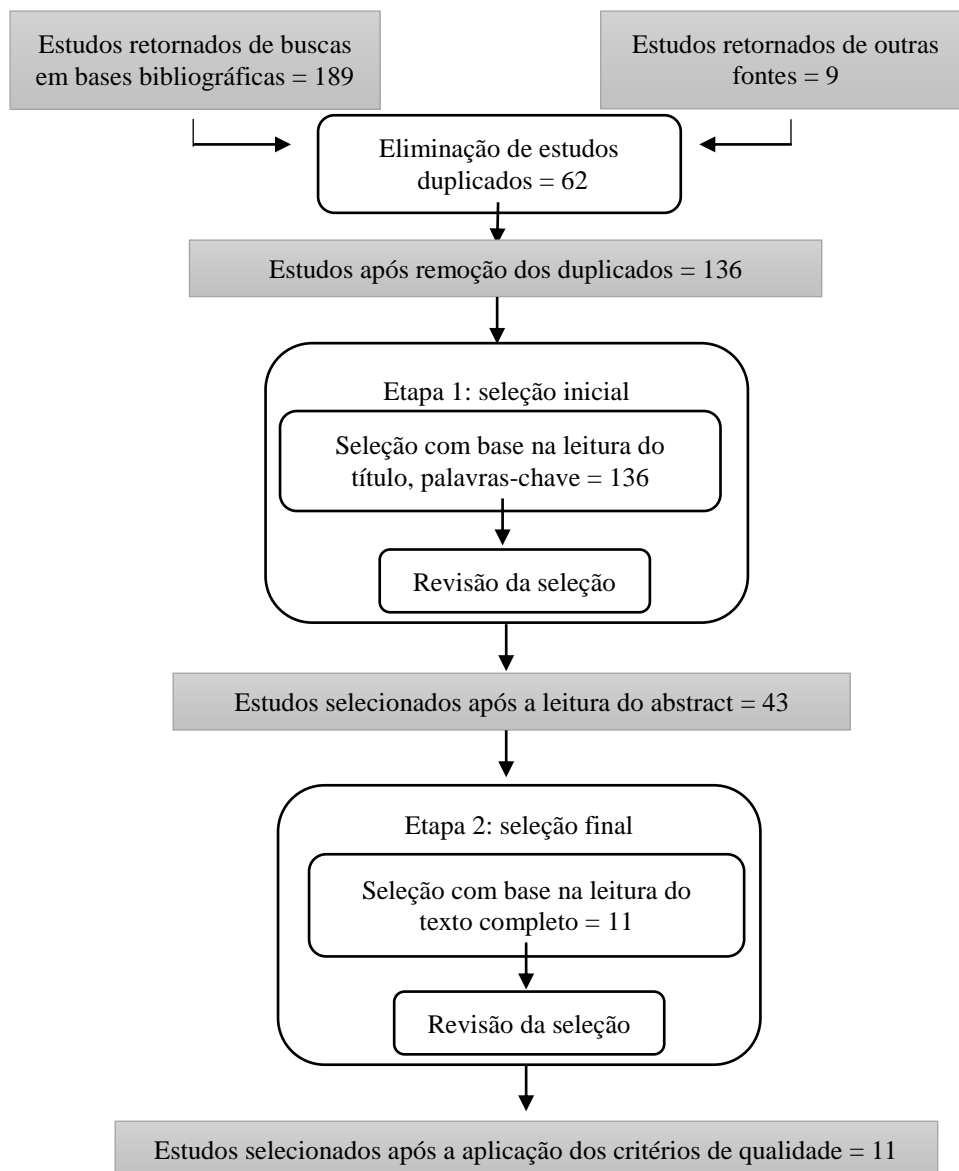 Estudos retornados de buscas
em bases bibliográficas = 189
Estudos retornados de outras
fontes = 9
Eliminação de estudos
duplicados = 62
Estudos após remoção dos duplicados = 136
Etapa 1: seleção inicial
Seleção com base na leitura do
título, palavras-chave = 136
Revisão da seleção
Estudos selecionados após a leitura do abstract = 43
Etapa 2: seleção final
Seleção com base na leitura do
texto completo = 11
Revisão da seleção
Estudos selecionados após a aplicação dos critérios de qualidade = 11